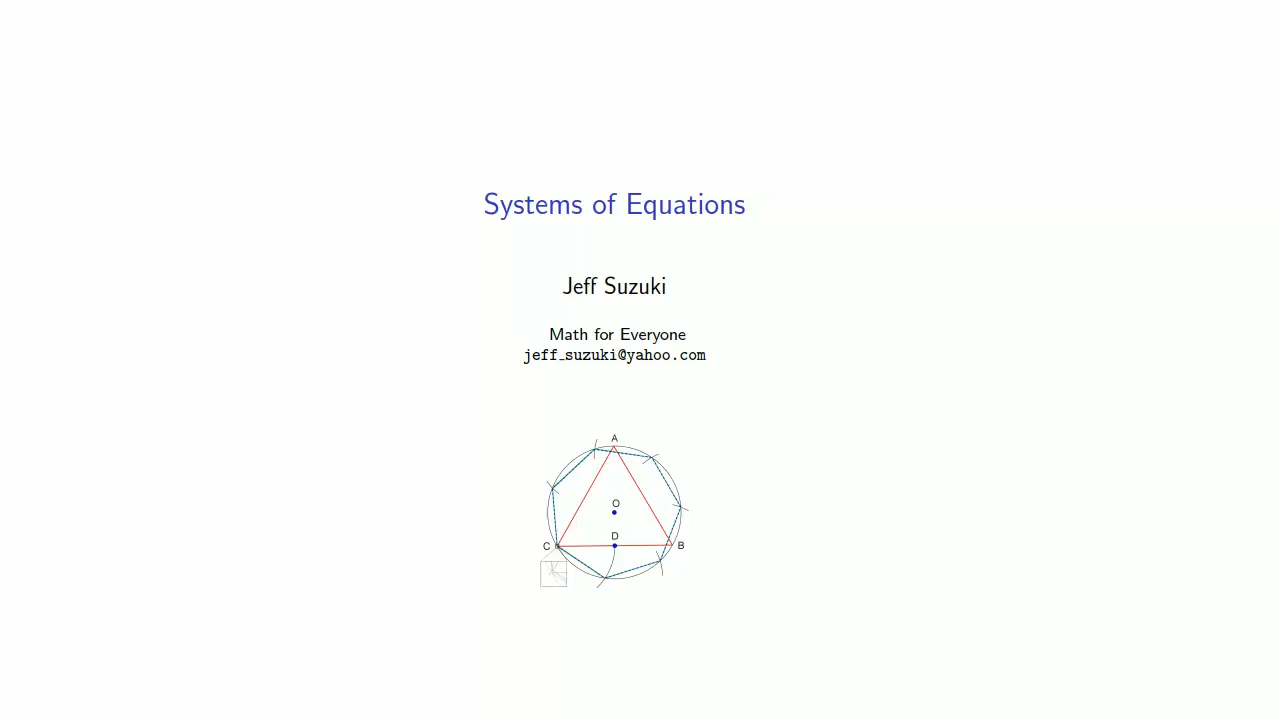 Systems of Equations
Jeff Suzuki
Math for Everyone
jeff_suzuki@yahoo.com
A
O
D
C
B